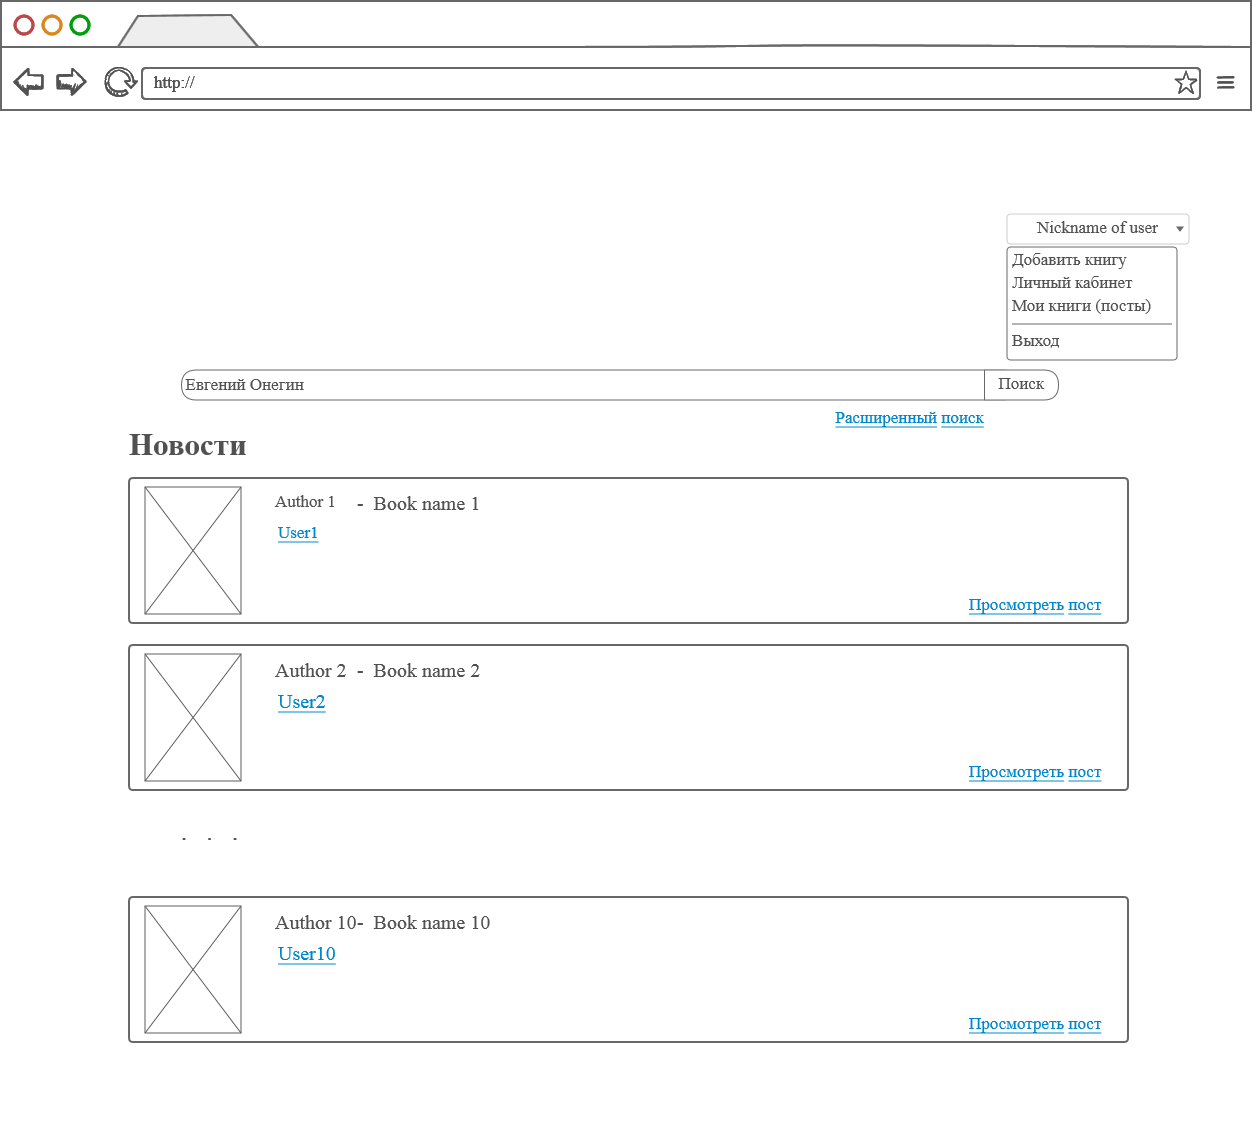 http://
Nickname of user
Добавить книгу
Личный кабинет
Мои книги (посты)
Выход
Евгений Онегин Поиск
Расширенный поиск
Новости
Author 1 - Book name 1
User1
Просмотреть пост
Author 2 - Book name 2
User2
Просмотреть пост
. . .
Author 10- Book name 10
User10
Просмотреть пост